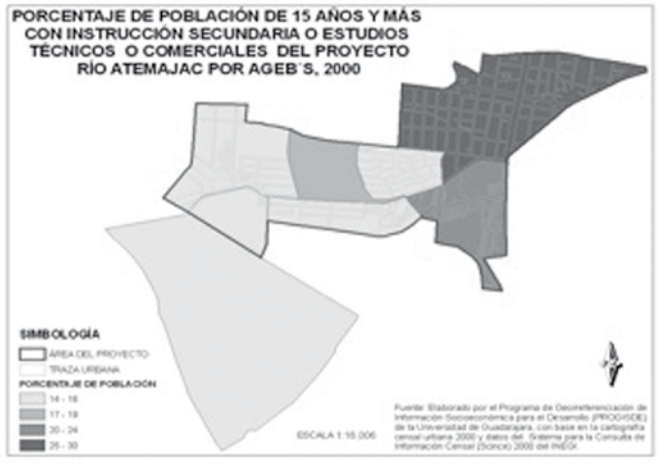 PORCENTAJE DE POBLACIÓN DE 15 AÑOS Y MÁS
CON INSTRUCCIÓN SECUNDARIA O ESTUDIOS
TÉCNICOS O COMERCIALES DEL PROYECTO
RÍO ATEMAJAC POR AGEB´S, 2000
SIMBOLOGÍA
ÁREA DEL PROYECTO
TRAZA URBANA
PORCENTAJE DE POBLACIÓN
14 - 16
17 - 19
20 - 24
25 - 30
ESCALA 1:16,006
Fuente: Elaborado por el Programa de Georreferenciación de
Información Socioeconómica para el Desarrollo (PROGISDE)
de la Universidad de Guadalajara, con base en la cartografía
censal urbana 2000 y datos del Sistema para la Consulta de
Información Censal (Scince) 2000 del INEGI.